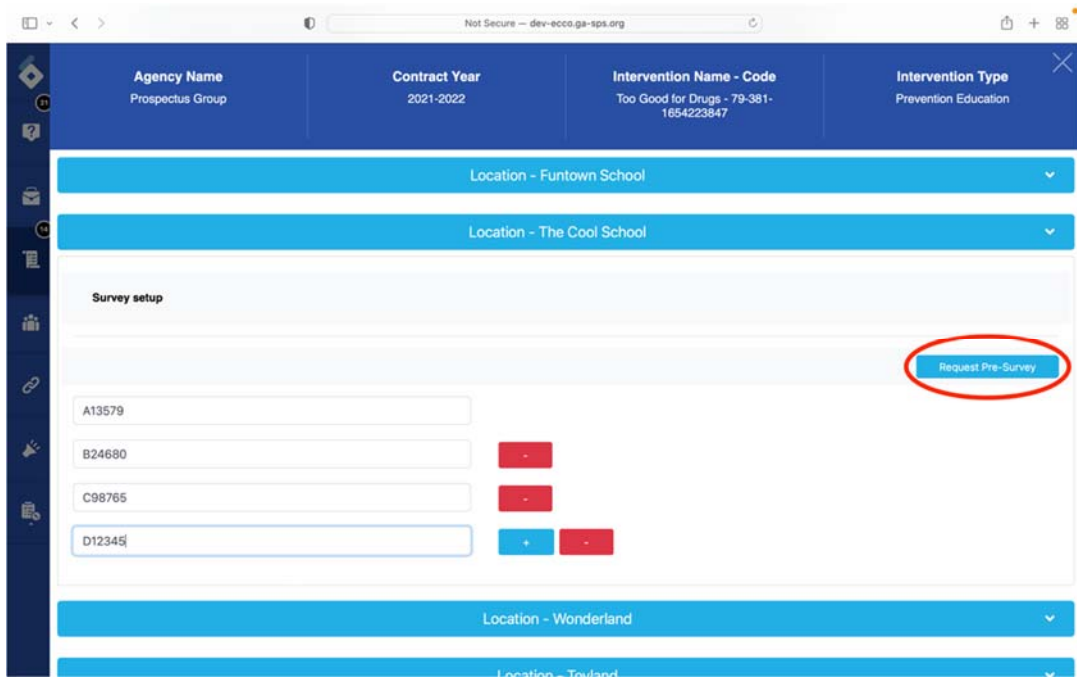 Not Secure — dev-ecco.ga-sps.org
Agency Name
Prospectus Group
Contract Year
2021-2022
Intervention Name - Code
Too Good for Drugs - 79-381-
1654223847
Intervention Type
Prevention Education
21
14
Location - Funtown School
Location - The Cool School
Survey setup
Request Pre-Survey
A13579
B24680
-
C98765
-
D12345
+ -
Location - Wonderland
Location - Toyland